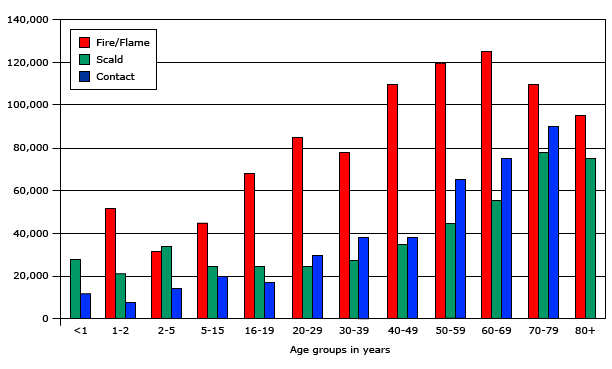 140,000
120,000
100,000
80,000
60,000
40,000
20,000
0
Fire/Flame
Scald
Contact
<1 1-2 2-5 5-15 16-19 20-29 30-39 40-49 50-59 60-69 70-79 80+
Age groups in years